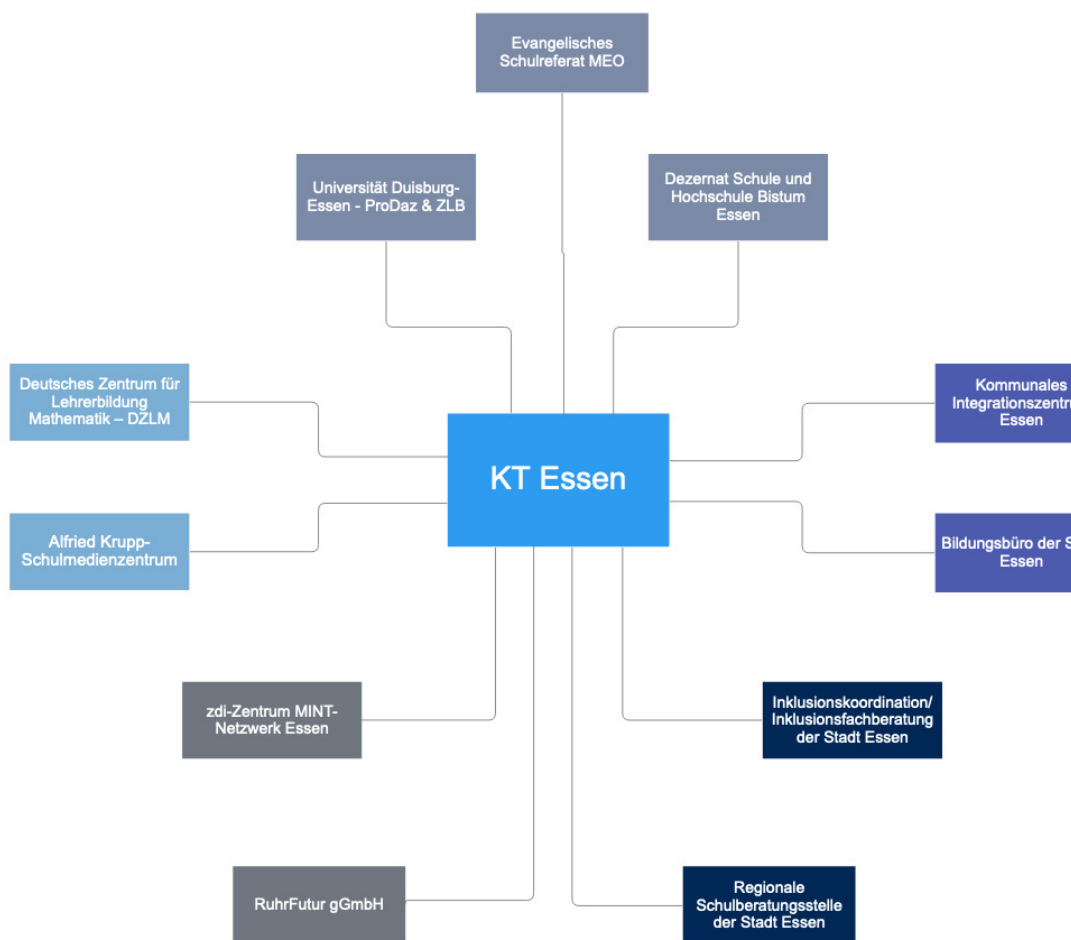 Evangelisches
Schulreferat MEO
Universität Duisburg-
Essen - ProDaz & ZLB
Dezernat Schule und
Hochschule Bistum
Essen
Deutsches Zentrum für
Lehrerbildung
Mathematik – DZLM
KT Essen
Kommunales
Essen
Alfried Krupp-
Schulmedienzentrum
Bildungsbüro der
Essen
zdi-Zentrum MINT-
Netzwerk Essen
Inklusionskoordination/
Inklusionsfachberatung
der Stadt Essen
RuhrFutur gGmbH
Regionale
Schulberatungsstelle
der Stadt Essen